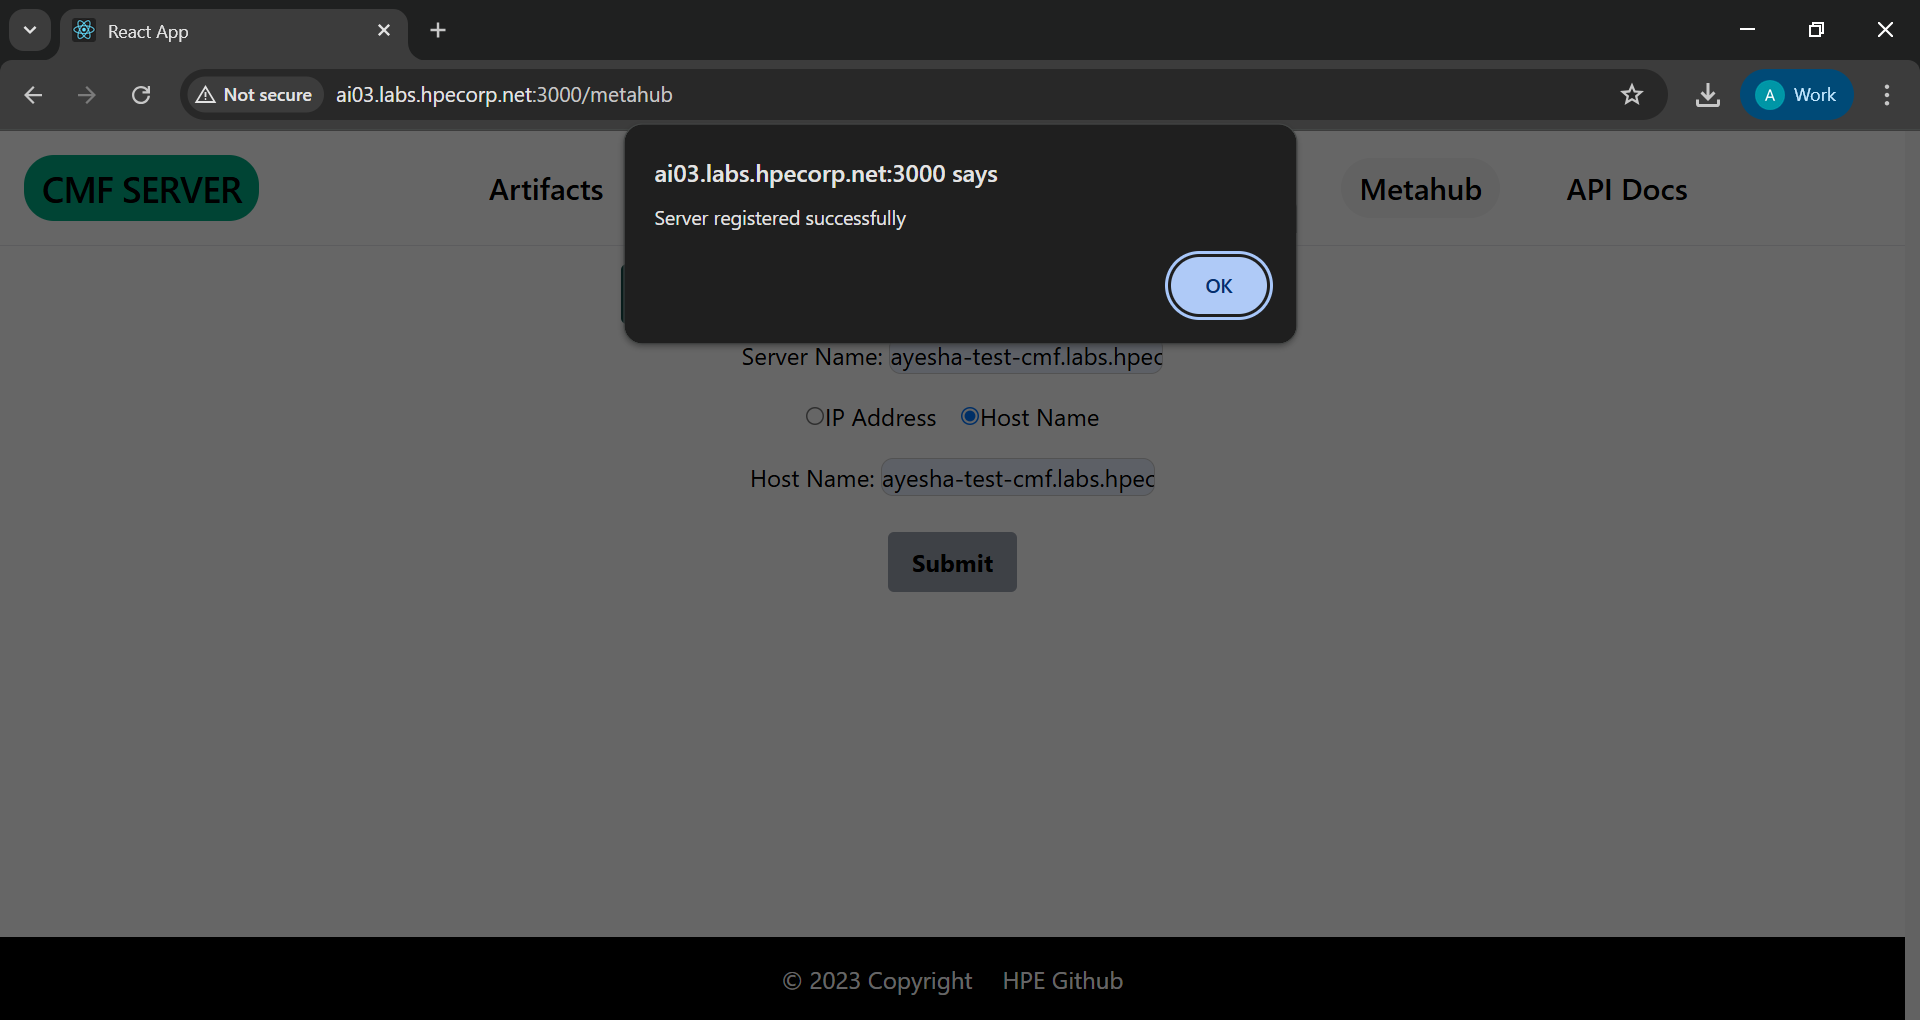 React App
Not secure
ai03.labs.hpecorp.net:3000/metahub
A
Work
CMF SERVER
Artifacts
Metahub
API Docs
ai03.labs.hpecorp.net:3000 says
Server registered successfully
OK
Server Name: ayesha-test-cmf.labs.hpec
IP Address
Host Name
Host Name: ayesha-test-cmf.labs.hpec
Submit
© 2023 Copyright
HPE Github